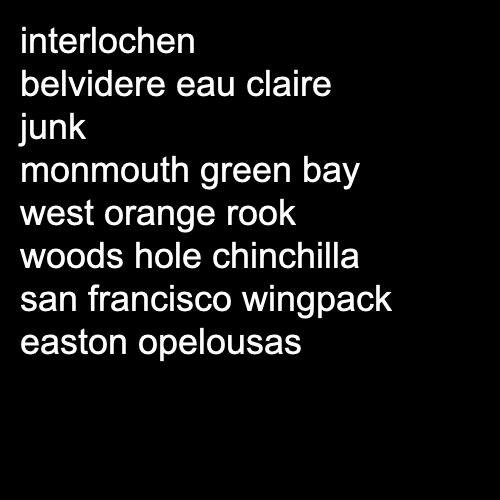 interlochen
belvidere eau claire
junk
monmouth green bay
west orange rook
woods hole chinchilla
san francisco wingpack
easton opelousas